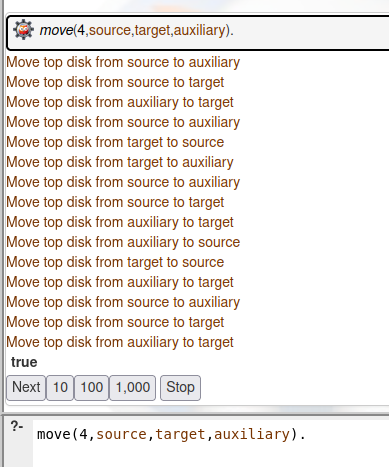 move(4,source,target,auxiliary).
Move top disk from source to auxiliary
Move top disk from source to target
Move top disk from auxiliary to target
Move top disk from source to auxiliary
Move top disk from target to source
Move top disk from target to auxiliary
Move top disk from source to auxiliary
Move top disk from source to target
Move top disk from auxiliary to target
Move top disk from auxiliary to source
Move top disk from target to source
Move top disk from auxiliary to target
Move top disk from source to auxiliary
Move top disk from source to target
Move top disk from auxiliary to target
true
Next 10 100 1,000 Stop
?- move(4,source,target,auxiliary).